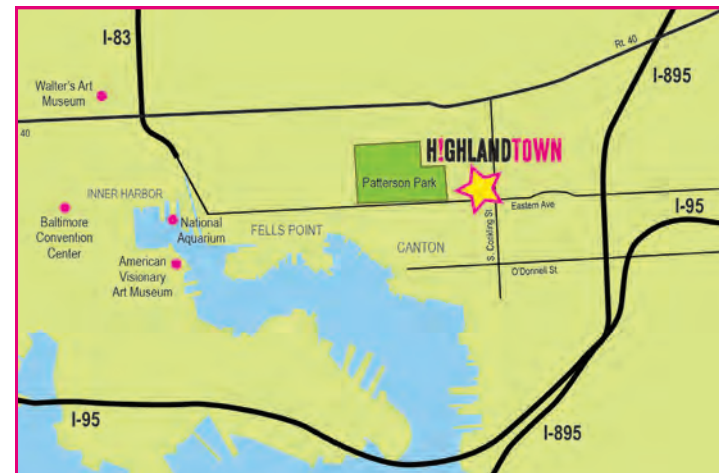 I-83
Rt. 40
I-895
Walter's Art
Museum
40
H!GHLANDTOWN
Patterson Park
INNER HARBOR
Eastern Ave
I-95
Baltimore
Convention
Center
National
Aquarium
FELLS POINT
S. Conkling St.
CANTON
American
Visionary
Art Museum
O'Donnell St.
I-95
I-895